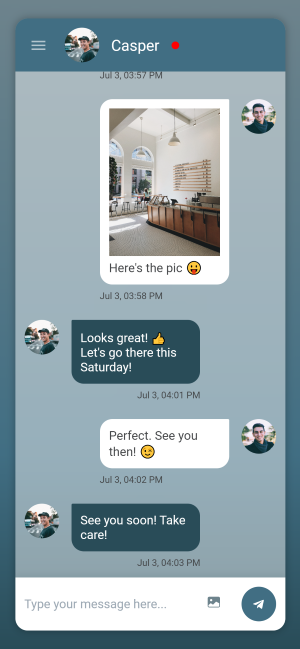 Casper
Jul 3, 03:57 PM
Here's the pic 😛
Jul 3, 03:58 PM
Looks great! 👍
Let's go there this
Saturday!
Jul 3, 04:01 PM
Perfect. See you
then! 😉
Jul 3, 04:02 PM
See you soon! Take
care!
Jul 3, 04:03 PM
Type your message here...